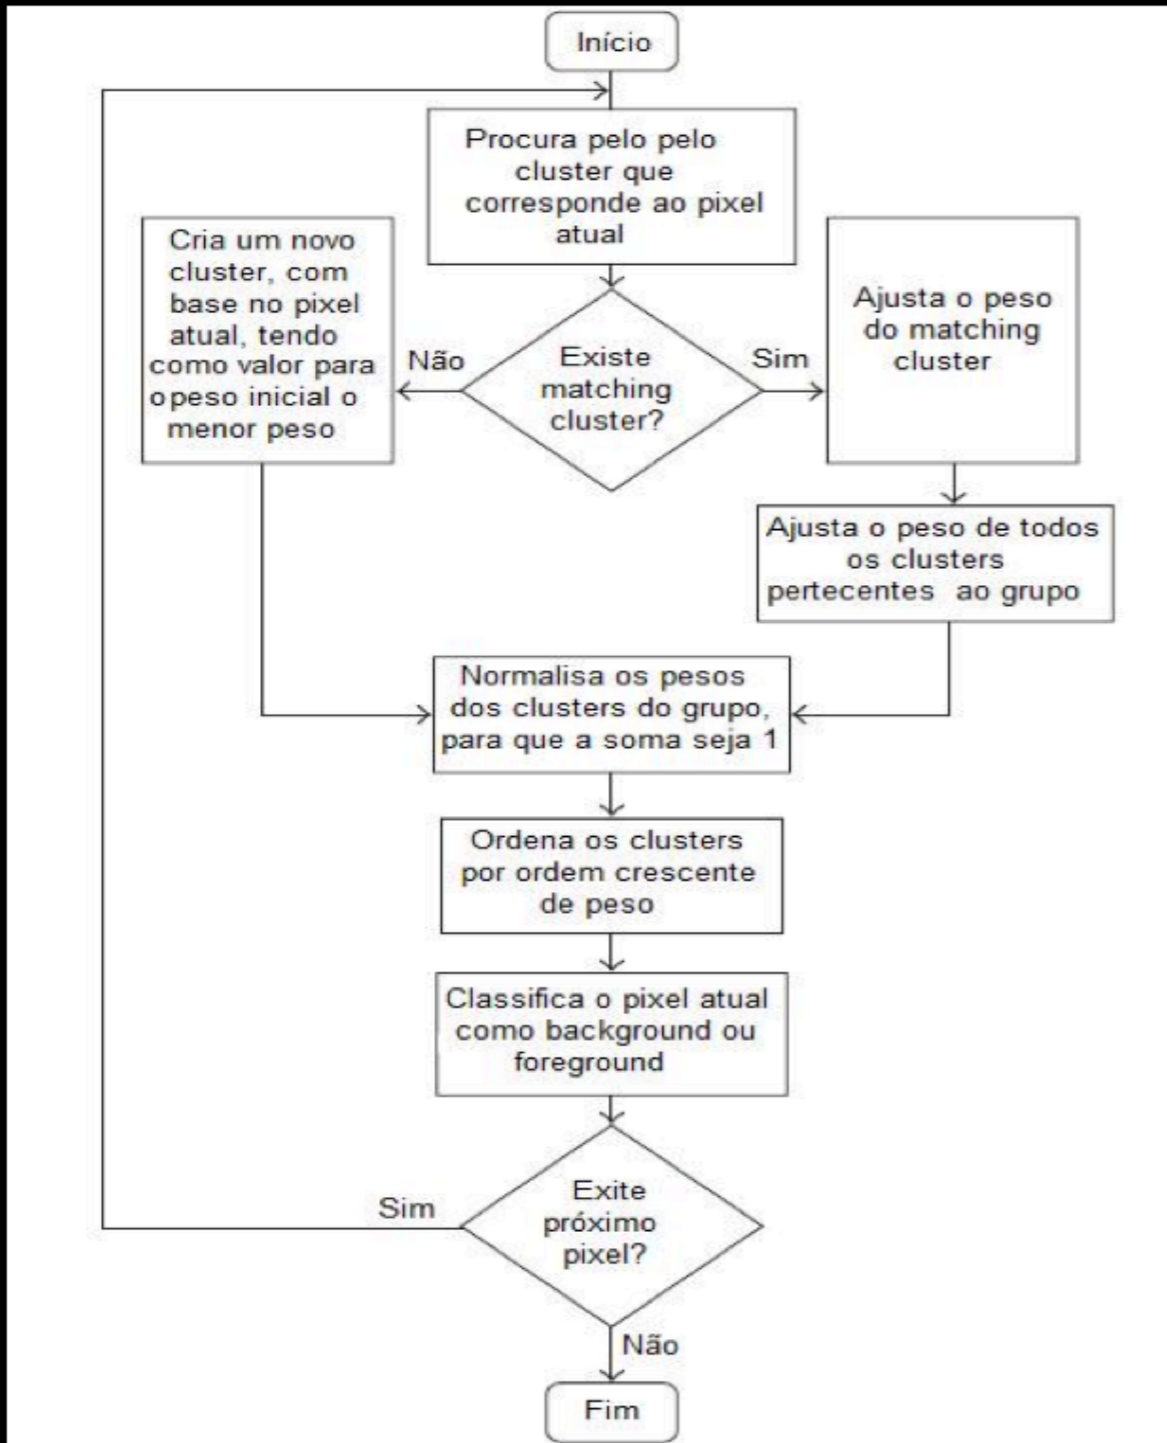 Início
Procura pelo pelo
cluster que
corresponde ao pixel
atual
Cria um novo
cluster, com
base no pixel
atual, tendo
como valor para
o peso inicial o
menor peso
Não
Existe
matching
cluster?
Sim
Ajusta o peso
do matching
cluster
Ajusta o peso de todos
os clusters
pertecentes ao grupo
Normalisa os pesos
dos clusters do grupo,
para que a soma seja 1
Ordena os clusters
por ordem crescente
de peso
Classifica o pixel atual
como background ou
foreground
Sim
Exite
próximo
pixel?
Não
Fim